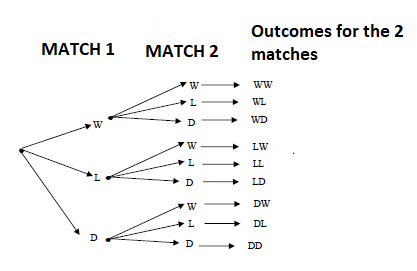 MATCH 1 MATCH 2 Outcomes for the 2
matches
W WW
L WL
W D WD
W LW
L L LL
D LD
W DW
L DL
D D DD